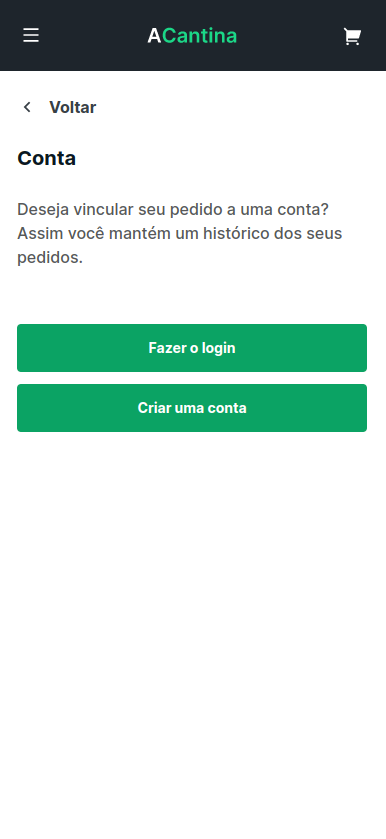 ACantina
Voltar
Conta
Deseja vincular seu pedido a uma conta?
Assim você mantém um histórico dos seus
pedidos.
Fazer o login
Criar uma conta